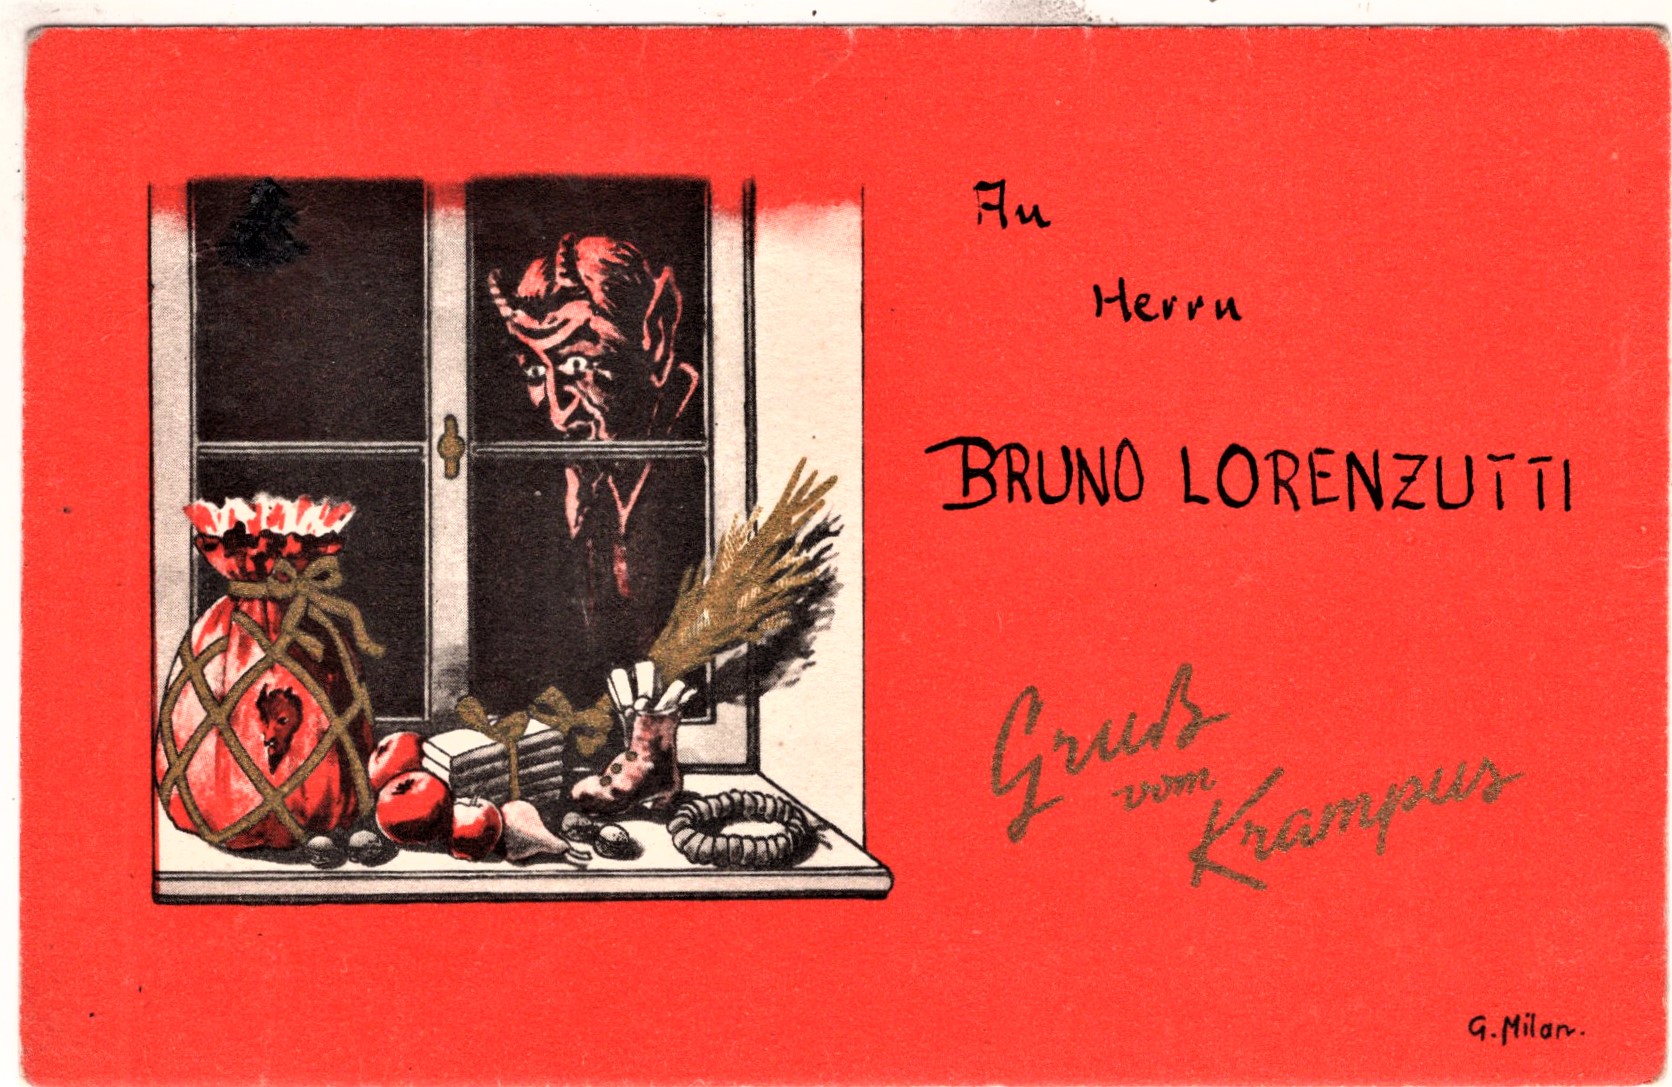 An
Herrn
BRUNO LORENZUTTI
Gruß
vom
Krampus
G. Milan.